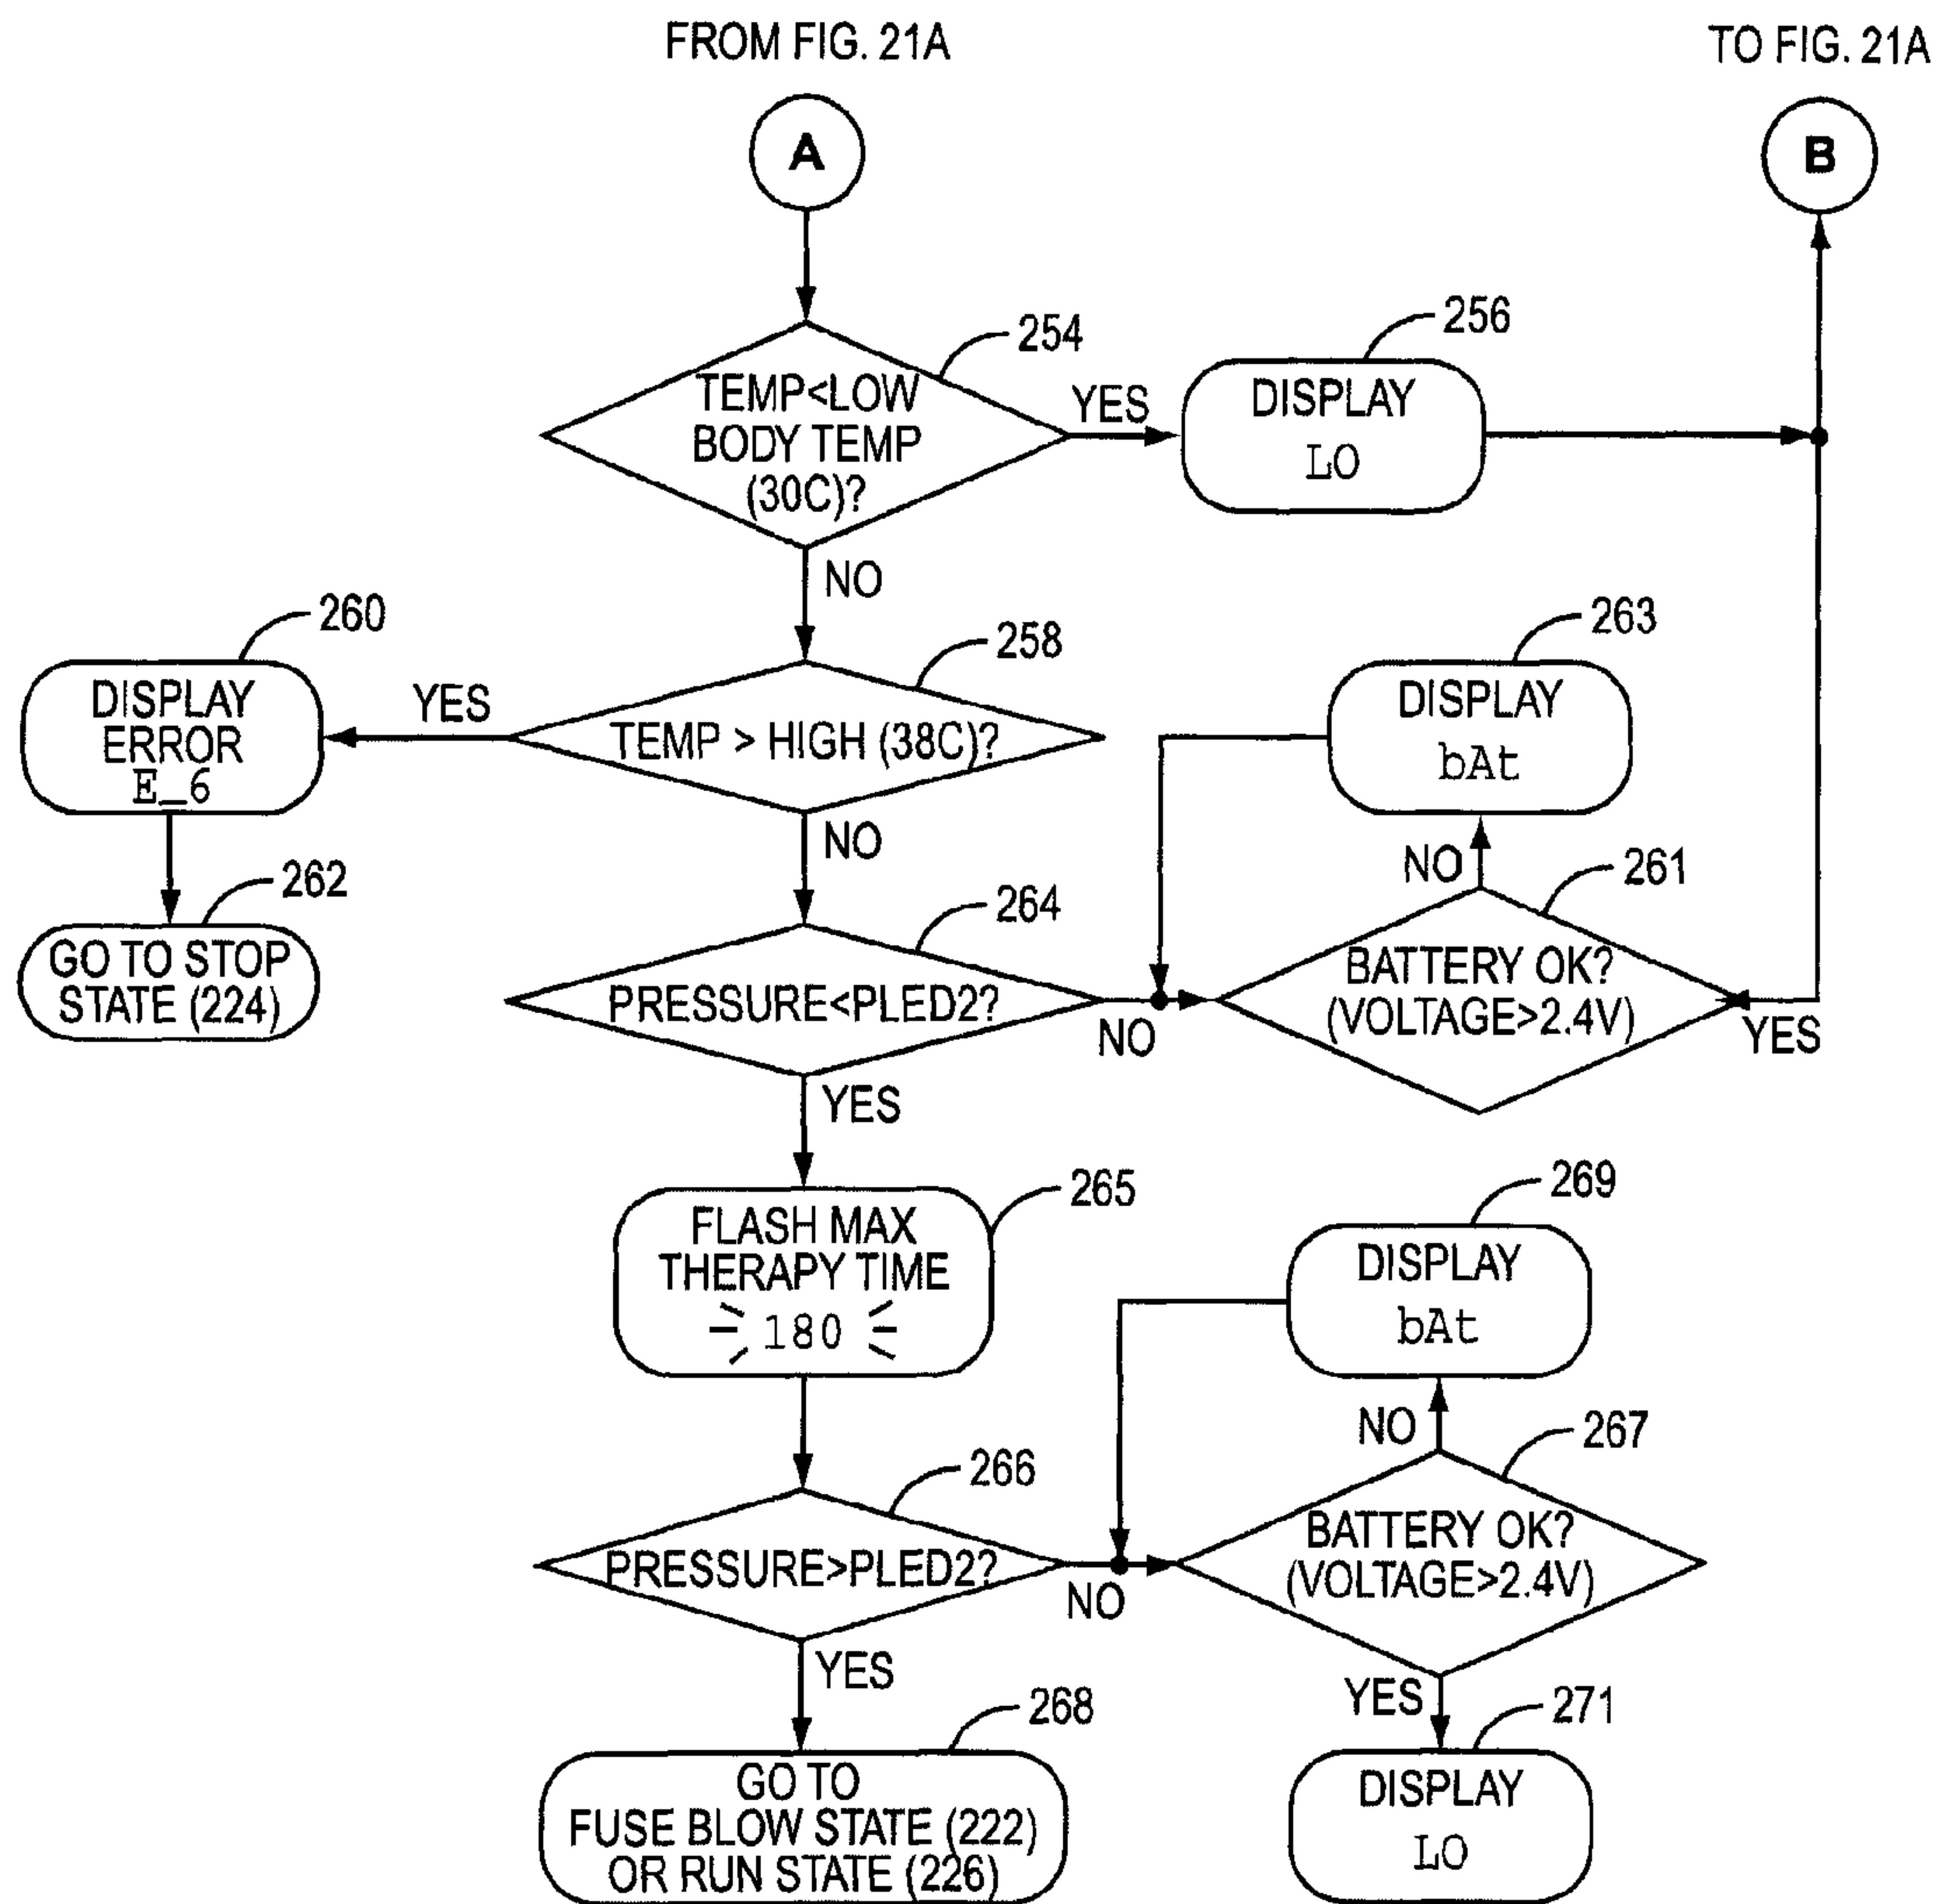 FROM FIG. 21A
TO FIG. 21A
A
B
254
256
TEMP<LOW
BODY TEMP
(30C)?
YES
DISPLAY
LO
NO
260
258
263
DISPLAY
ERROR
E_6
YES
TEMP > HIGH (38C)?
DISPLAY
bAt
NO
NO
261
262
264
GO TO STOP
STATE (224)
PRESSURE<PLED2?
NO
BATTERY OK?
(VOLTAGE>2.4V)
YES
YES
265
269
FLASH MAX
THERAPY TIME
180
DISPLAY
bAt
NO
267
266
PRESSURE>PLED2?
NO
BATTERY OK?
(VOLTAGE>2.4V)
YES
YES
268
271
GO TO
FUSE BLOW STATE (222)
OR RUN STATE (226)
DISPLAY
LO